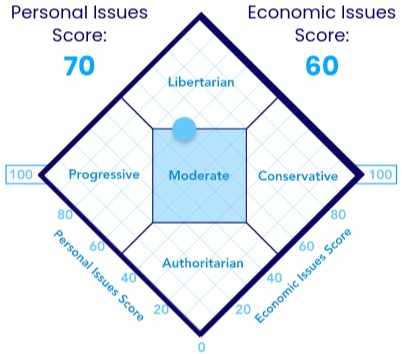 Personal Issues
Score:
70
Economic Issues
Score:
60
Libertarian
100
Progressive
Moderate
Conservative
100
80
80
60
60
Authoritarian
40
40
20
20
0
Personal Issues Score
Economic Issues Score